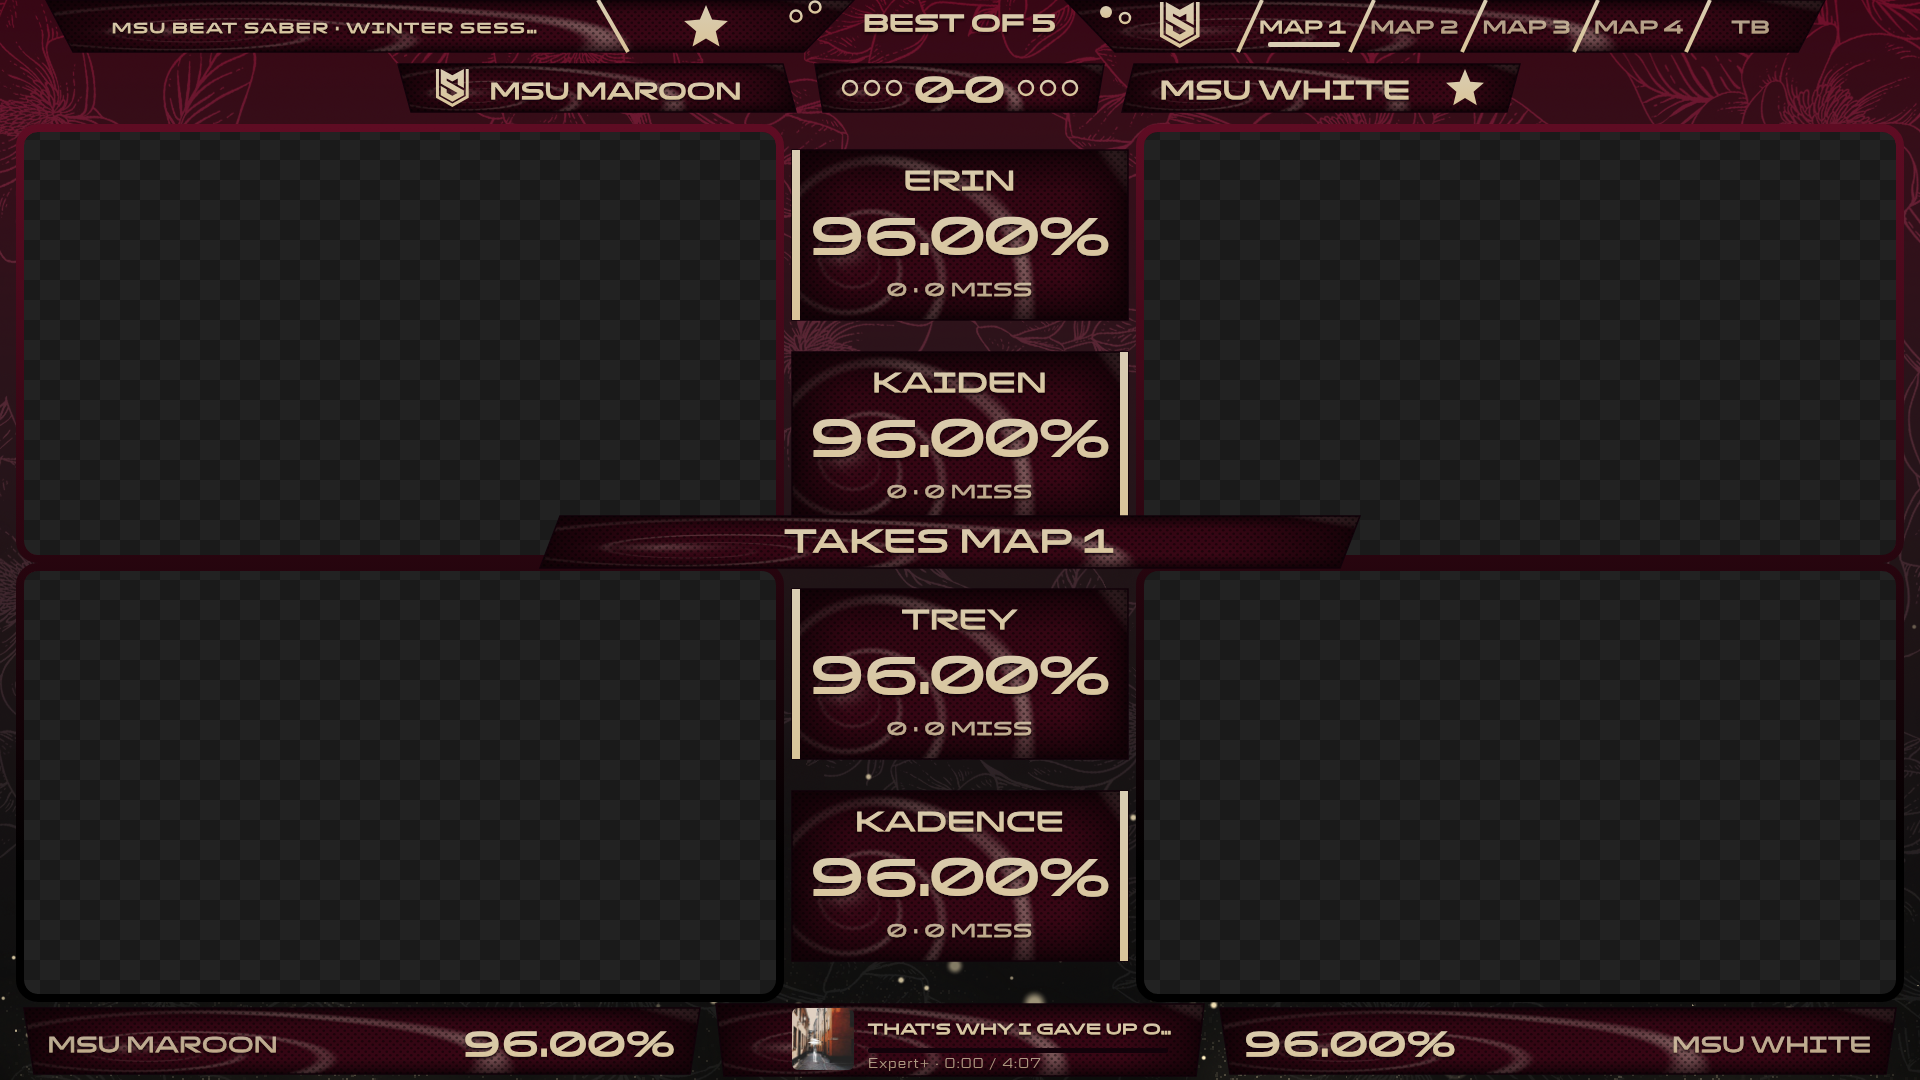 MSU BEAT SABER · WINTER SESS...
BEST OF 5
MAP 1
MAP 2
MAP 3
MAP 4
TB
MSU MAROON
0-0
MSU WHITE
ERIN
96.00%
0 · 0 MISS
KAIDEN
96.00%
0 · 0 MISS
TAKES MAP 1
TREY
96.00%
0 · 0 MISS
KADENCE
96.00%
0 · 0 MISS
MSU MAROON
96.00%
THAT'S WHY I GAVE UP O...
Expert+ · 0:00 / 4:07
96.00%
MSU WHITE